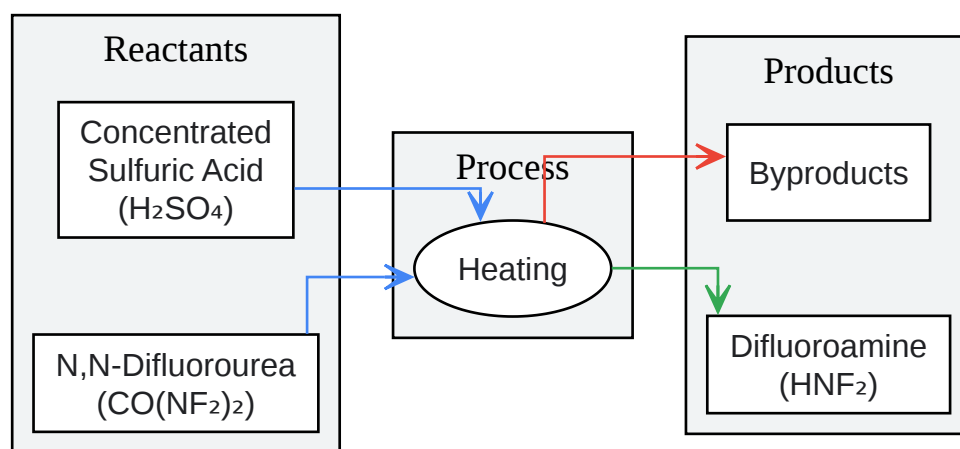 Reactants
Concentrated
Sulfuric Acid
(H₂SO₄)
N,N-Difluorourea
(CO(NF₂)₂)
Process
Heating
Products
Byproducts
Difluoroamine
(HNF₂)